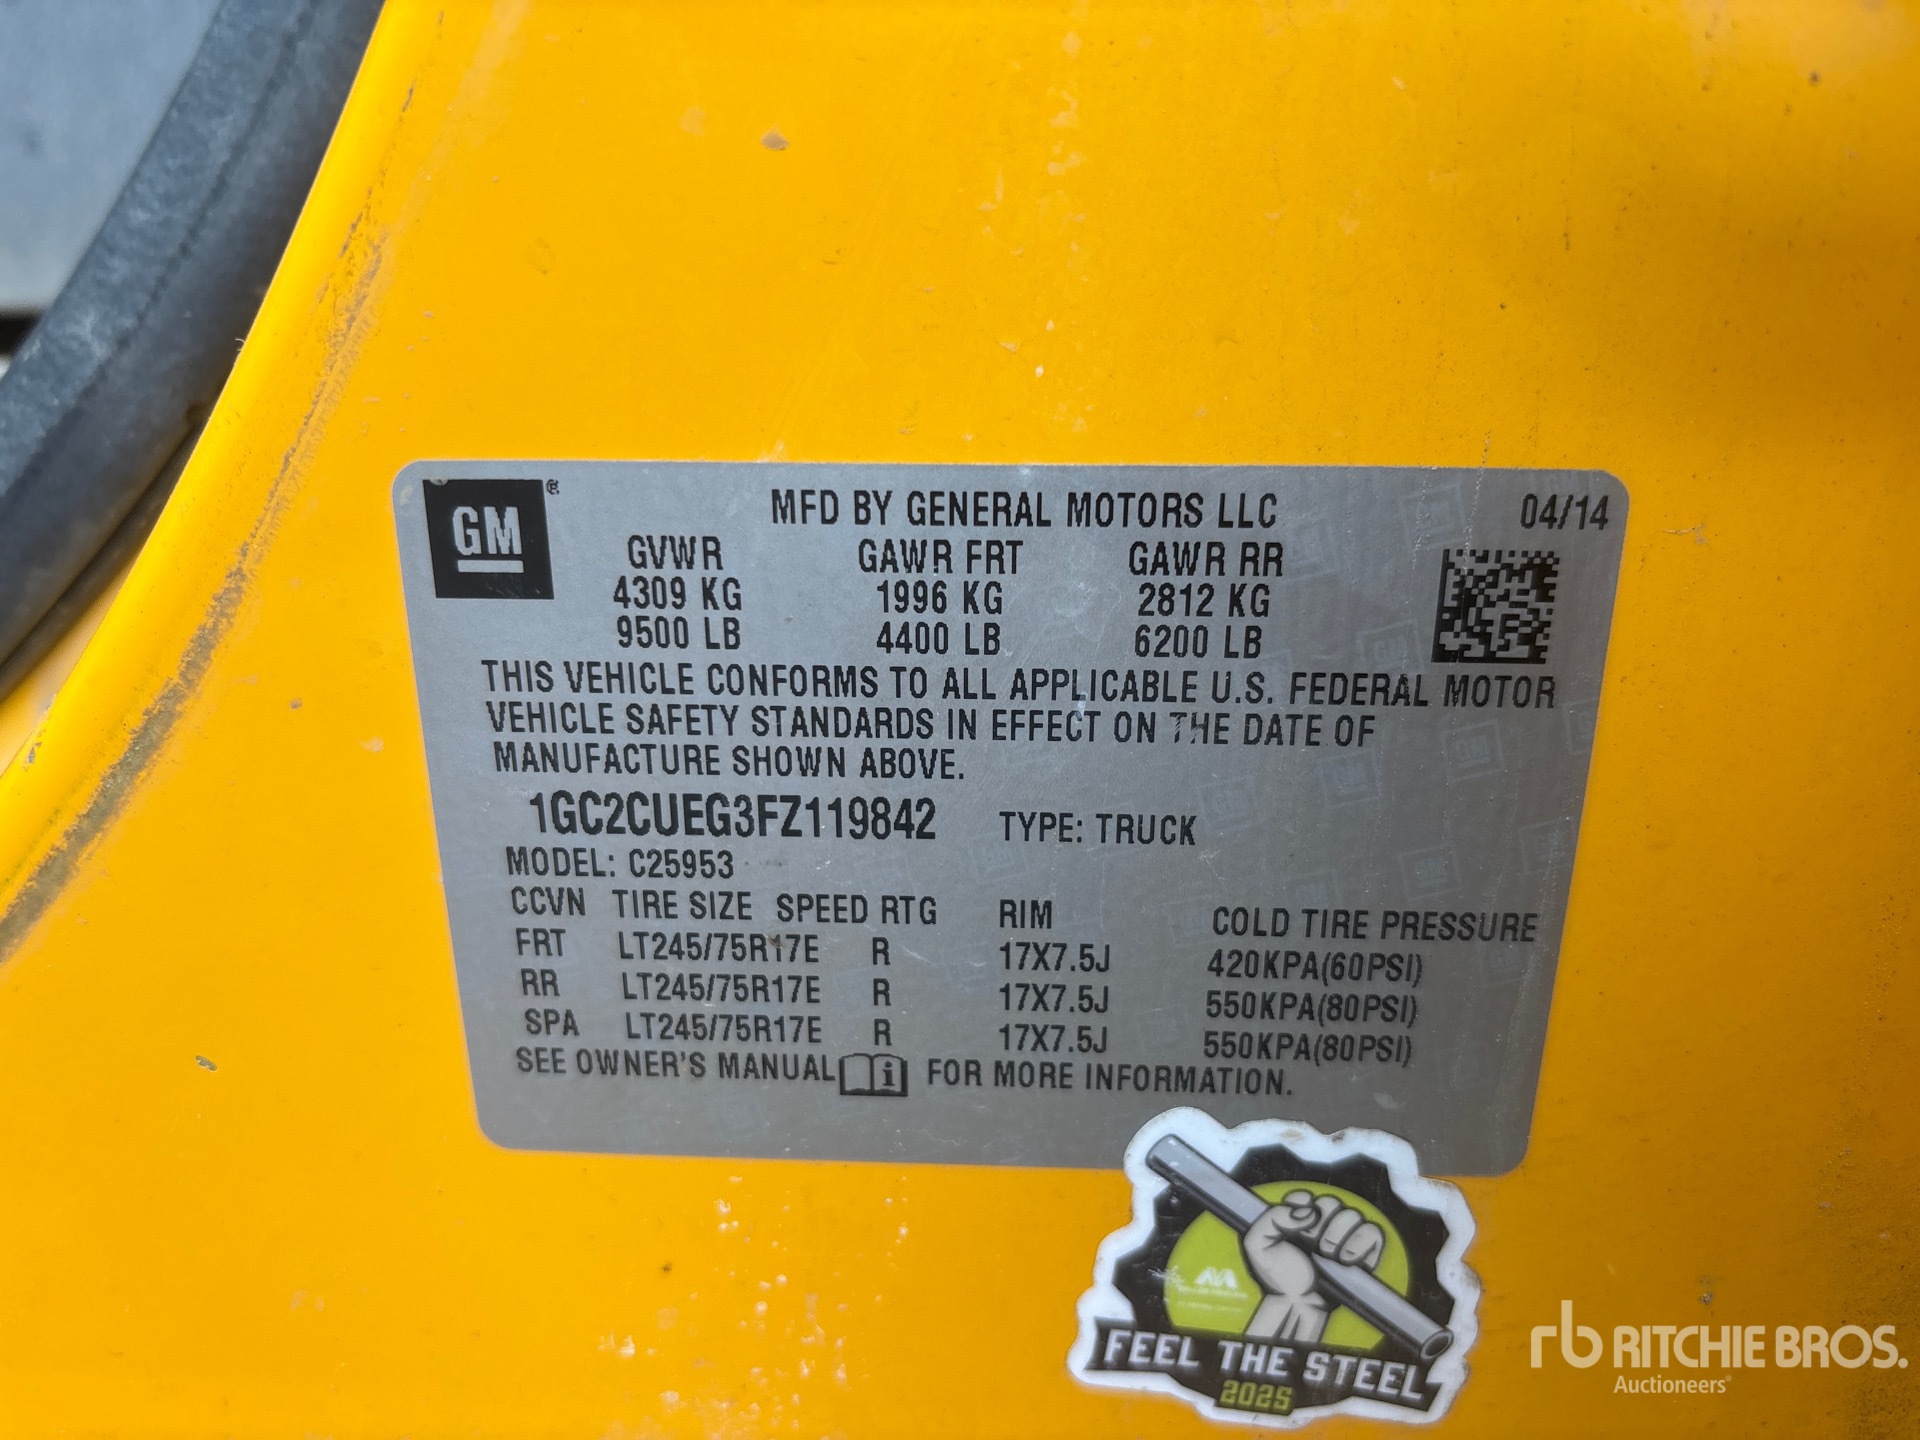 GM ®
MFD BY GENERAL MOTORS LLC 04/14
GVWR GAWR FRT GAWR RR
4309 KG 1996 KG 2812 KG
9500 LB 4400 LB 6200 LB
THIS VEHICLE CONFORMS TO ALL APPLICABLE U.S. FEDERAL MOTOR
VEHICLE SAFETY STANDARDS IN EFFECT ON THE DATE OF
MANUFACTURE SHOWN ABOVE.
1GC2CUEG3FZ119842 TYPE: TRUCK
MODEL: C25953
CCVN TIRE SIZE SPEED RTG RIM COLD TIRE PRESSURE
FRT LT245/75R17E R 17X7.5J 420KPA(60PSI)
RR LT245/75R17E R 17X7.5J 550KPA(80PSI)
SPA LT245/75R17E R 17X7.5J 550KPA(80PSI)
SEE OWNER'S MANUAL i FOR MORE INFORMATION.
FEEL THE STEEL
2025
rb RITCHIE BROS.
Auctioneers